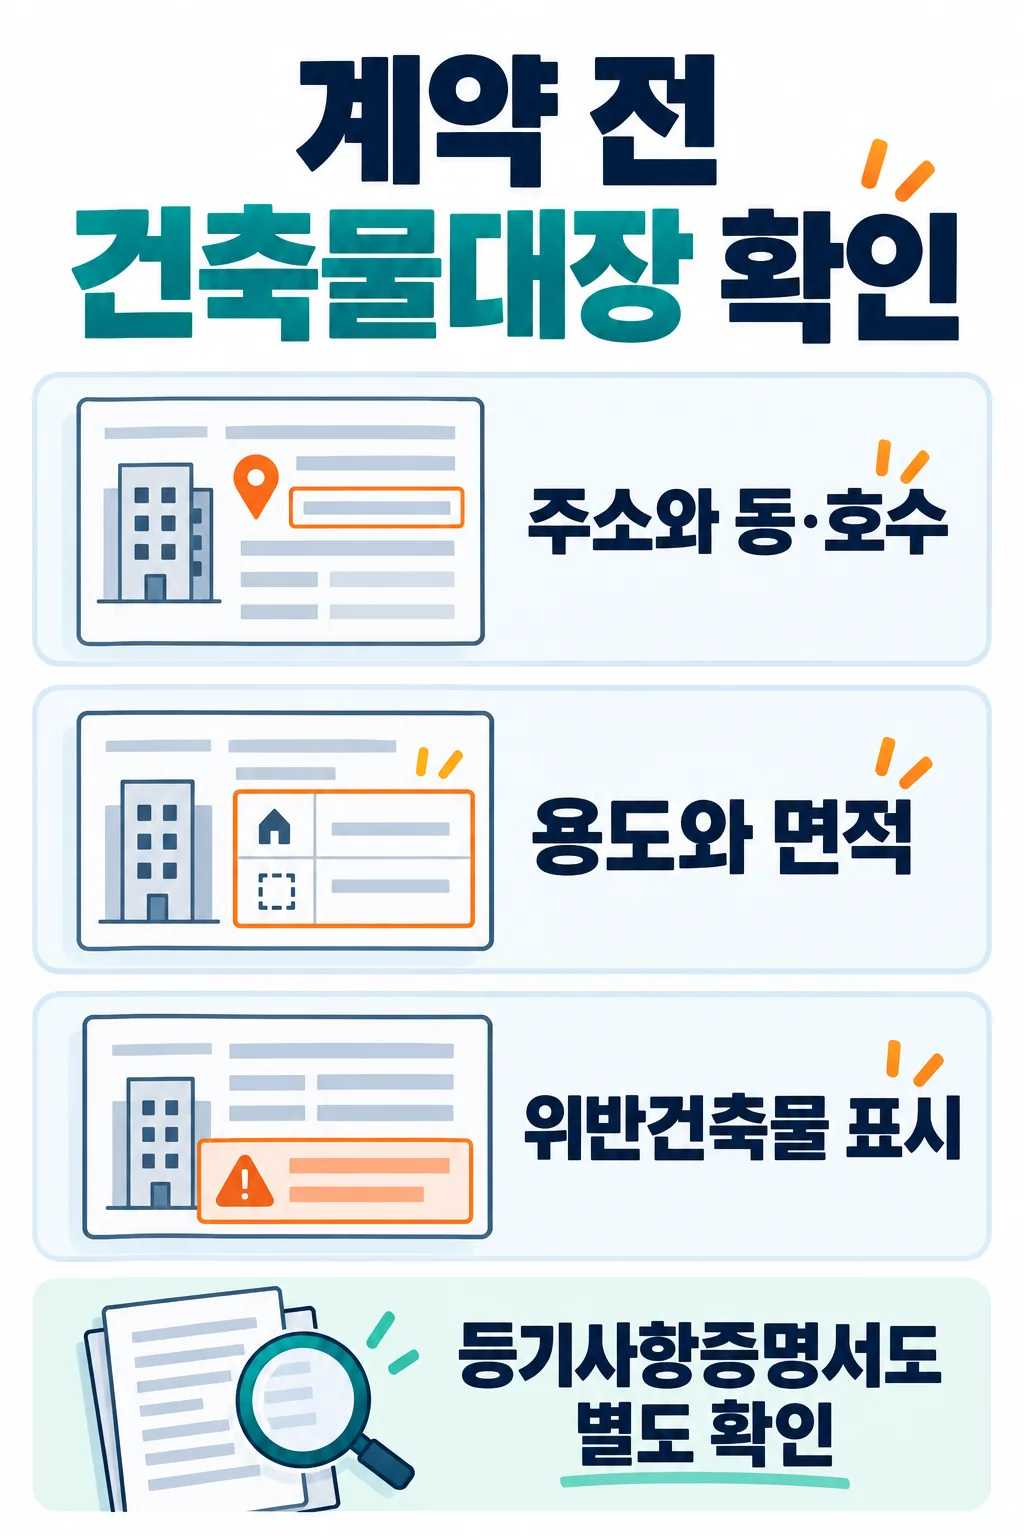 계약 전
건축물대장 확인
주소와 동·호수
용도와 면적
위반건축물 표시
등기사항증명서도
별도 확인